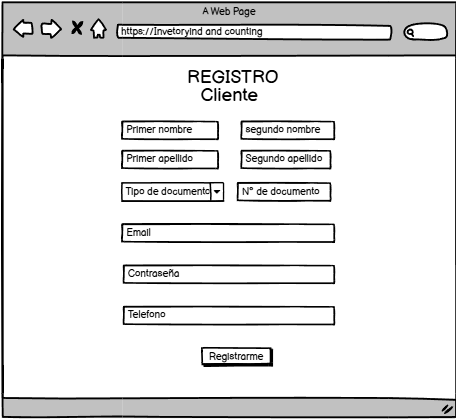 A Web Page
https://InvetoryInd and counting
REGISTRO
Cliente
Primer nombre
segundo nombre
Primer apellido
Segundo apellido
Tipo de documento
N° de documento
Email
Contraseña
Telefono
Registrarme